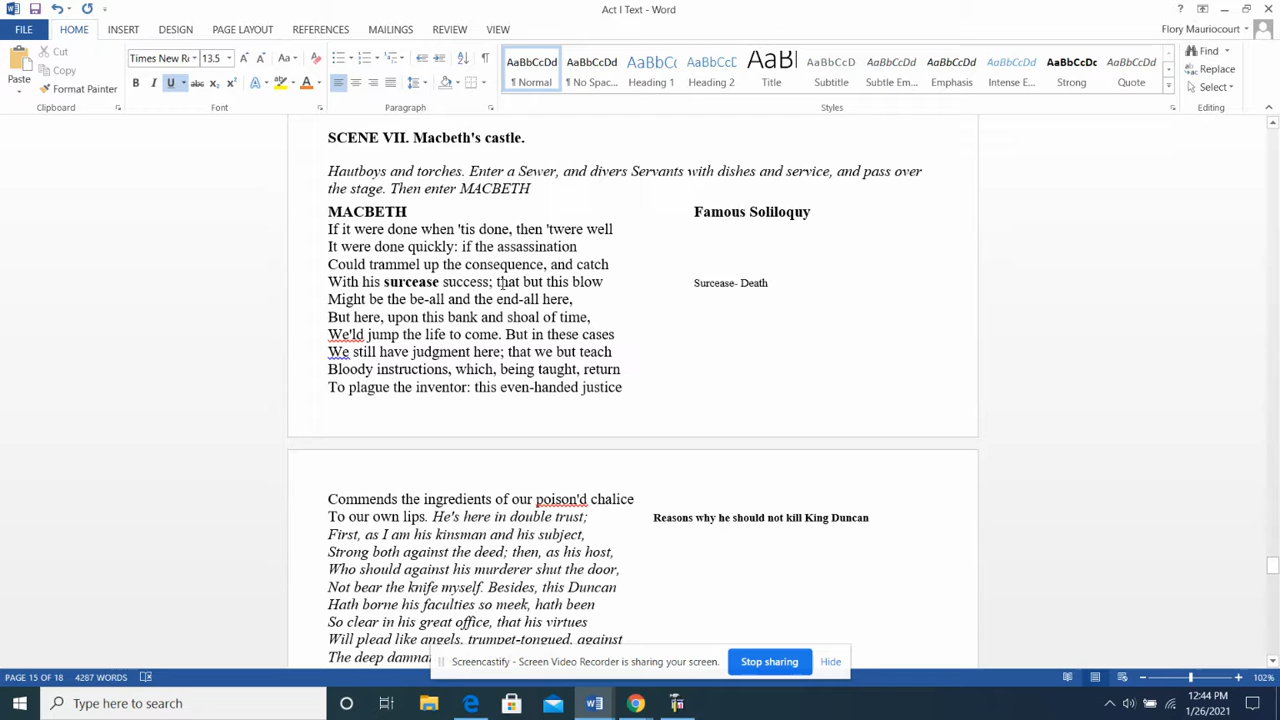 Act I Text - Word
FILE HOME INSERT DESIGN PAGE LAYOUT REFERENCES MAILINGS REVIEW VIEW Flory Mauriocourt
Cut
Copy
Format Painter
Paste
Clipboard
Times New Ro 13.5
Font
Paragraph
AaBbCcDd AaBbCcDd AaBbC AaBbCcD AaB AaBbCcD AaBbCcDd AaBbCcDd AaBbCcDd AaBbCcDc AaBbCcDd
¶ Normal ¶ No Spac... Heading 1 Heading 2 Title Subtitle Subtle Em... Emphasis Intense E... Strong Quote
Styles
Find
Replace
Select
Editing
SCENE VII. Macbeth's castle.
Hautboys and torches. Enter a Sewer, and divers Servants with dishes and service, and pass over
the stage. Then enter MACBETH
MACBETH Famous Soliloquy
If it were done when 'tis done, then 'twere well
It were done quickly: if the assassination
Could trammel up the consequence, and catch
With his surcease success; that but this blow Surcease- Death
Might be the be-all and the end-all here,
But here, upon this bank and shoal of time,
We'ld jump the life to come. But in these cases
We still have judgment here; that we but teach
Bloody instructions, which, being taught, return
To plague the inventor: this even-handed justice
Commends the ingredients of our poison'd chalice
To our own lips. He's here in double trust; Reasons why he should not kill King Duncan
First, as I am his kinsman and his subject,
Strong both against the deed; then, as his host,
Who should against his murderer shut the door,
Not bear the knife myself. Besides, this Duncan
Hath borne his faculties so meek, hath been
So clear in his great office, that his virtues
Will plead like angels, trumpet-tongued, against
The deep damna
Screencastify - Screen Video Recorder is sharing your screen. Stop sharing Hide
PAGE 15 OF 18 4287 WORDS 102%
Type here to search
12:44 PM
1/26/2021